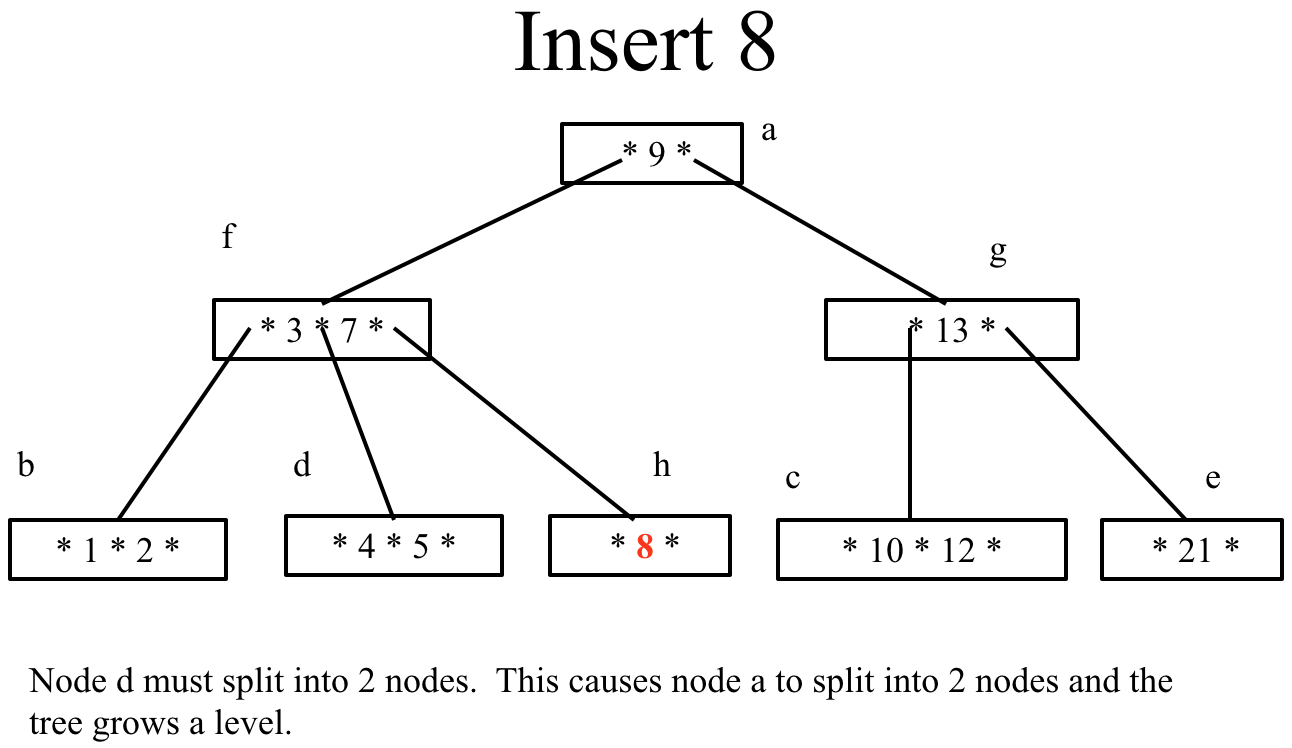 Insert 8
* 9 *
a
f
g
* 3 * 7 *
* 13 *
b
d
h
c
e
* 1 * 2 *
* 4 * 5 *
* 8 *
* 10 * 12 *
* 21 *
Node d must split into 2 nodes.  This causes node a to split into 2 nodes and the
tree grows a level.